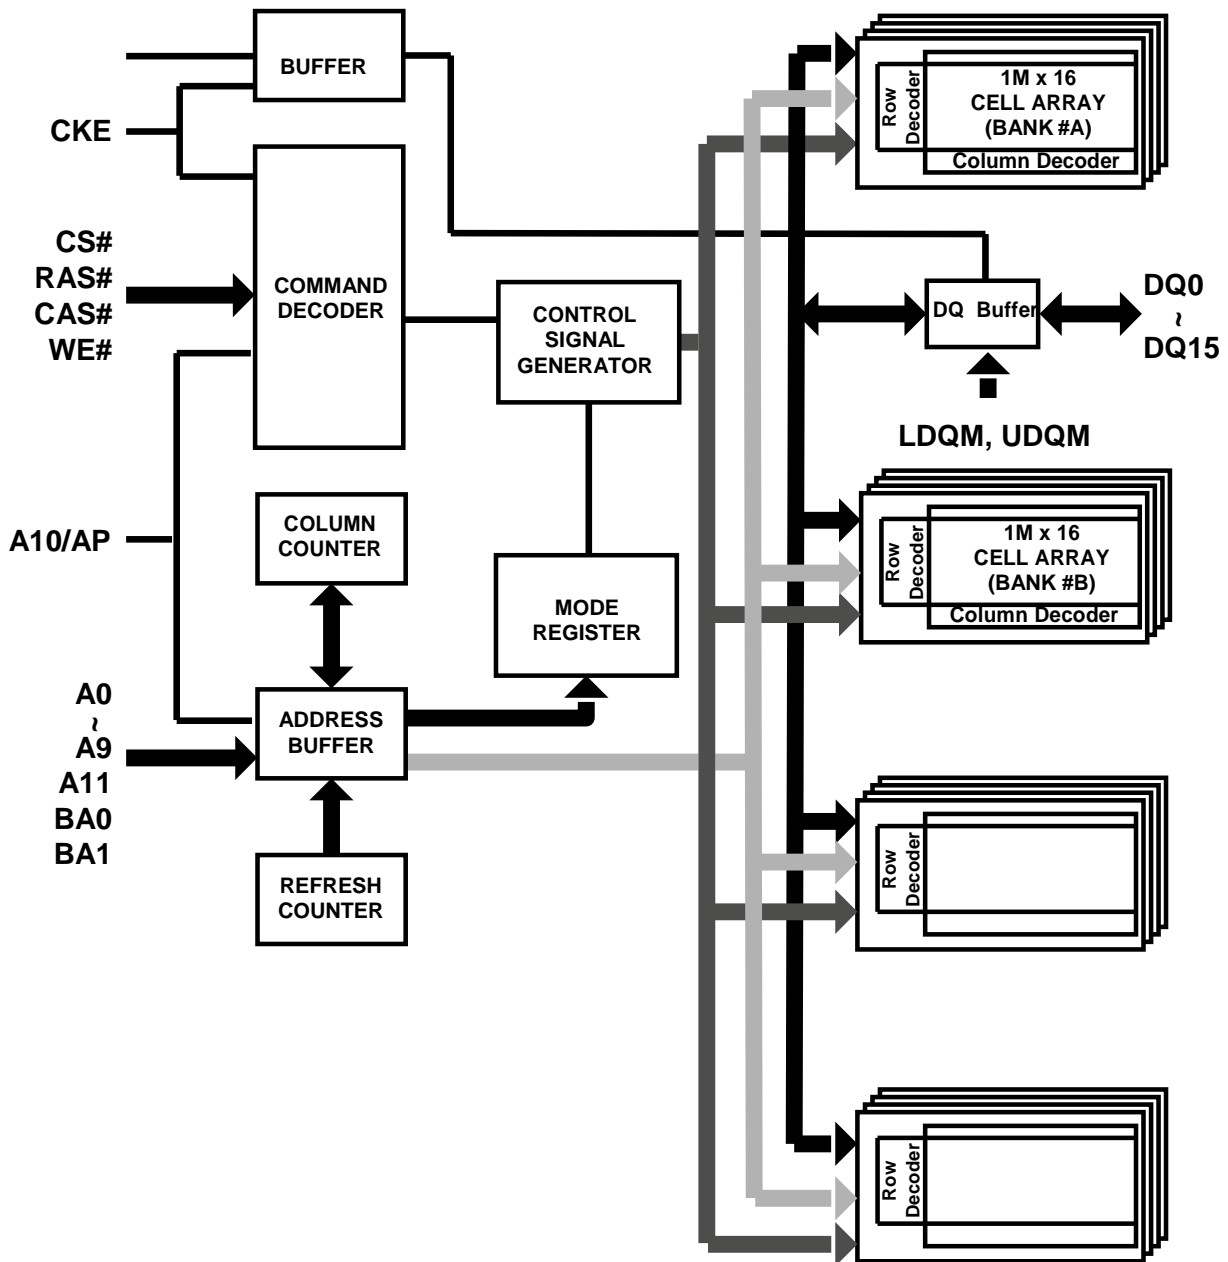 BUFFER
CKE
CS#
RAS#
CAS#
WE#
COMMAND
DECODER
CONTROL
SIGNAL
GENERATOR
A10/AP
COLUMN
COUNTER
MODE
REGISTER
A0
~
A9
A11
BA0
BA1
ADDRESS
BUFFER
REFRESH
COUNTER
Row
Decoder
1M x 16
CELL ARRAY
(BANK #A)
Column Decoder
DQ Buffer
DQ0
~
DQ15
LDQM, UDQM
Row
Decoder
1M x 16
CELL ARRAY
(BANK #B)
Column Decoder
Row
Decoder
Row
Decoder